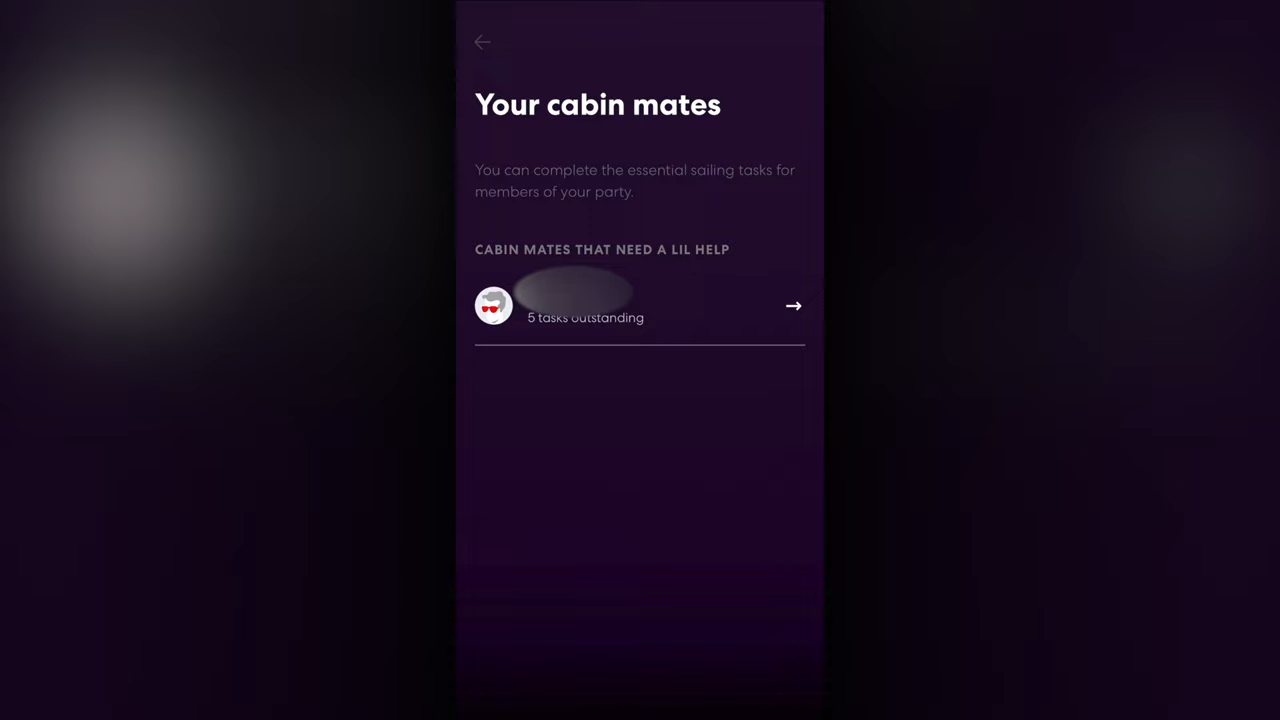 Your cabin mates
You can complete the essential sailing tasks for
members of your party.
CABIN MATES THAT NEED A LIL HELP
5 tasks outstanding